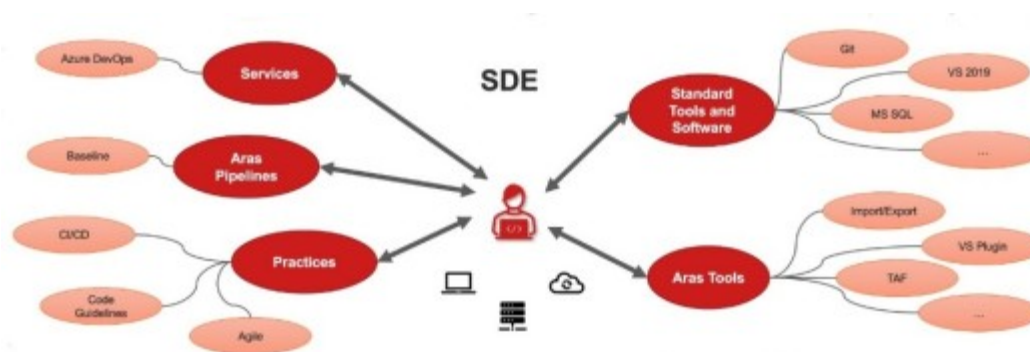 Azure DevOps
Services
SDE
Git
VS 2019
Standard
Tools and
Software
MS SQL
...
Baseline
Aras
Pipelines
CI/CD
Practices
Code
Guidelines
Agile
Import/Export
VS Plugin
Aras Tools
TAF
...